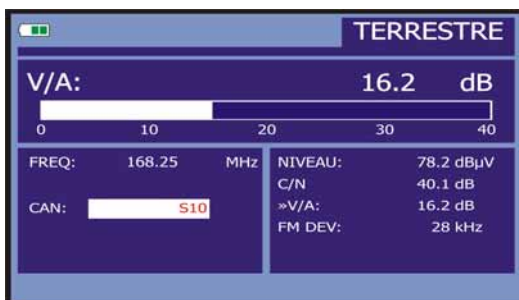 TERRESTRE
V/A: 16.2 dB
0 10 20 30 40
FREQ: 168.25 MHz
CAN: S10
NIVEAU: 78.2 dBµV
C/N 40.1 dB
»V/A: 16.2 dB
FM DEV: 28 kHz